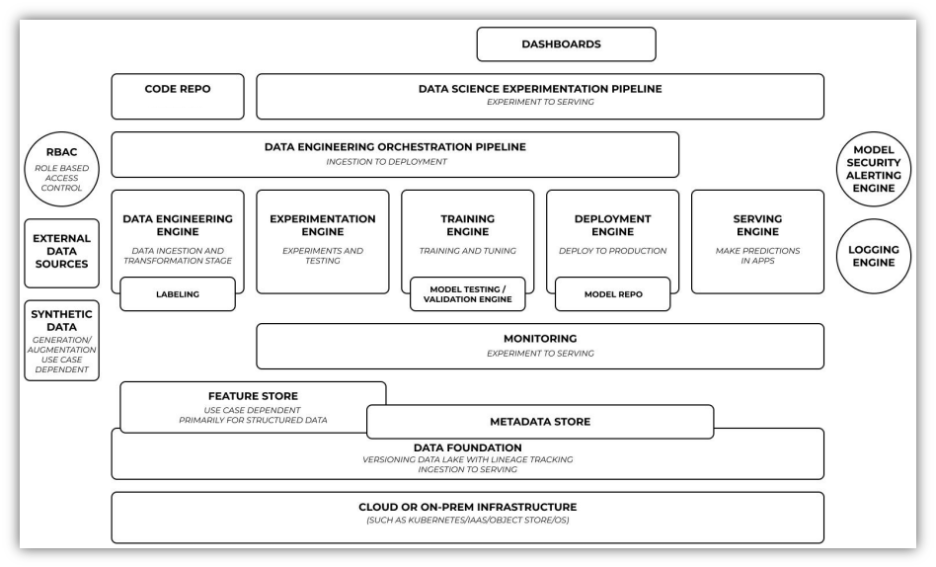 DASHBOARDS
CODE REPO
DATA SCIENCE EXPERIMENTATION PIPELINE
EXPERIMENT TO SERVING
DATA ENGINEERING ORCHESTRATION PIPELINE
INGESTION TO DEPLOYMENT
RBAC
ROLE BASED
ACCESS
CONTROL
EXTERNAL
DATA
SOURCES
SYNTHETIC
DATA
GENERATION/
AUGMENTATION
USE CASE
DEPENDENT
DATA ENGINEERING
ENGINE
DATA INGESTION AND
TRANSFORMATION STAGE
LABELING
EXPERIMENTATION
ENGINE
EXPERIMENTS AND
TESTING
TRAINING
ENGINE
TRAINING AND TUNING
MODEL TESTING /
VALIDATION ENGINE
DEPLOYMENT
ENGINE
DEPLOY TO PRODUCTION
MODEL REPO
SERVING
ENGINE
MAKE PREDICTIONS
IN APPS
MODEL
SECURITY
ALERTING
ENGINE
LOGGING
ENGINE
MONITORING
EXPERIMENT TO SERVING
FEATURE STORE
USE CASE DEPENDENT
PRIMARILY FOR STRUCTURED DATA
METADATA STORE
DATA FOUNDATION
VERSIONING DATA LAKE WITH LINEAGE TRACKING
INGESTION TO SERVING
CLOUD OR ON-PREM INFRASTRUCTURE
(SUCH AS KUBERNETES/IAAS/OBJECT STORE/OS)